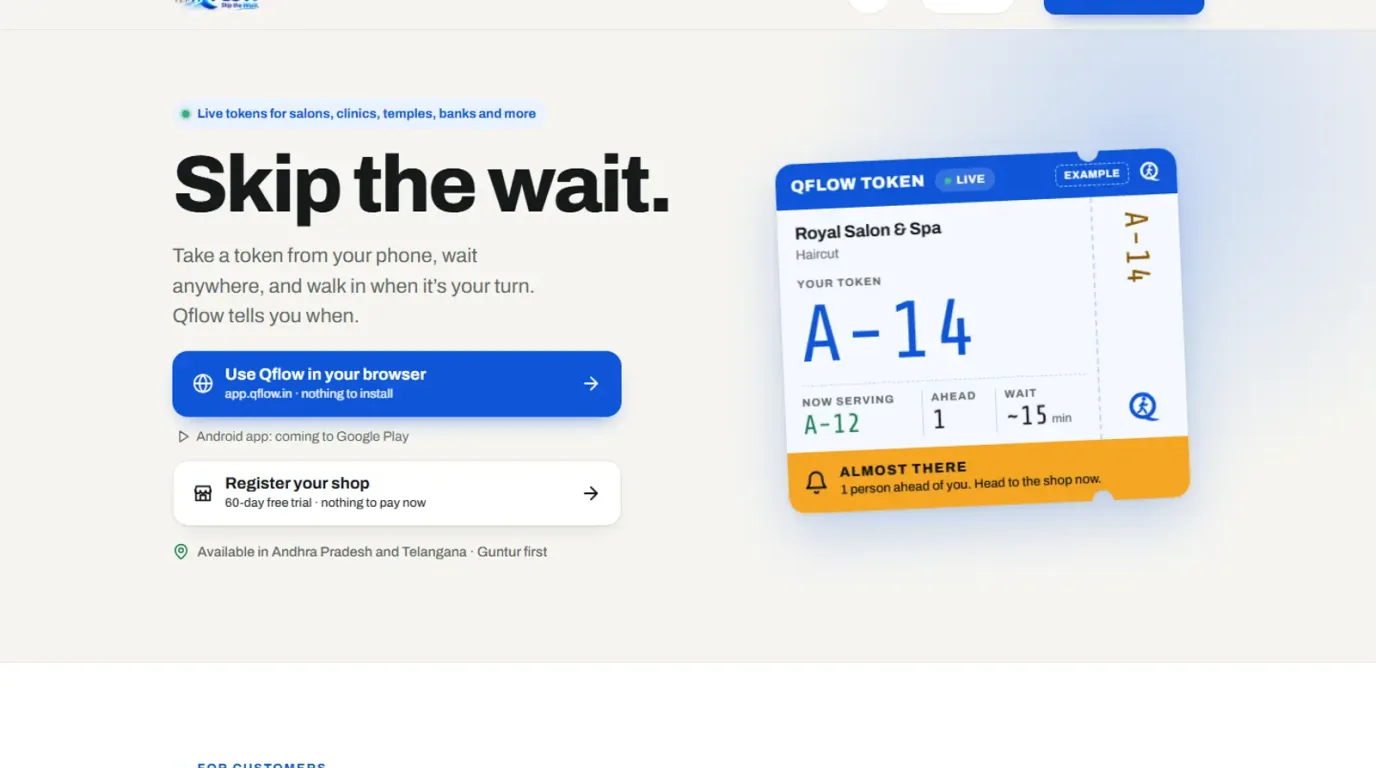 Skip the Wait.
Live tokens for salons, clinics, temples, banks and more
Skip the wait.
Take a token from your phone, wait
anywhere, and walk in when it’s your turn.
Qflow tells you when.
Use Qflow in your browser
app.qflow.in · nothing to install
Android app: coming to Google Play
Register your shop
60-day free trial · nothing to pay now
Available in Andhra Pradesh and Telangana · Guntur first
QFLOW TOKEN
LIVE
EXAMPLE
Royal Salon & Spa
Haircut
YOUR TOKEN
A-14
A-14
NOW SERVING
A-12
AHEAD
1
WAIT
~15 min
ALMOST THERE
1 person ahead of you. Head to the shop now.
FOR CUSTOMERS